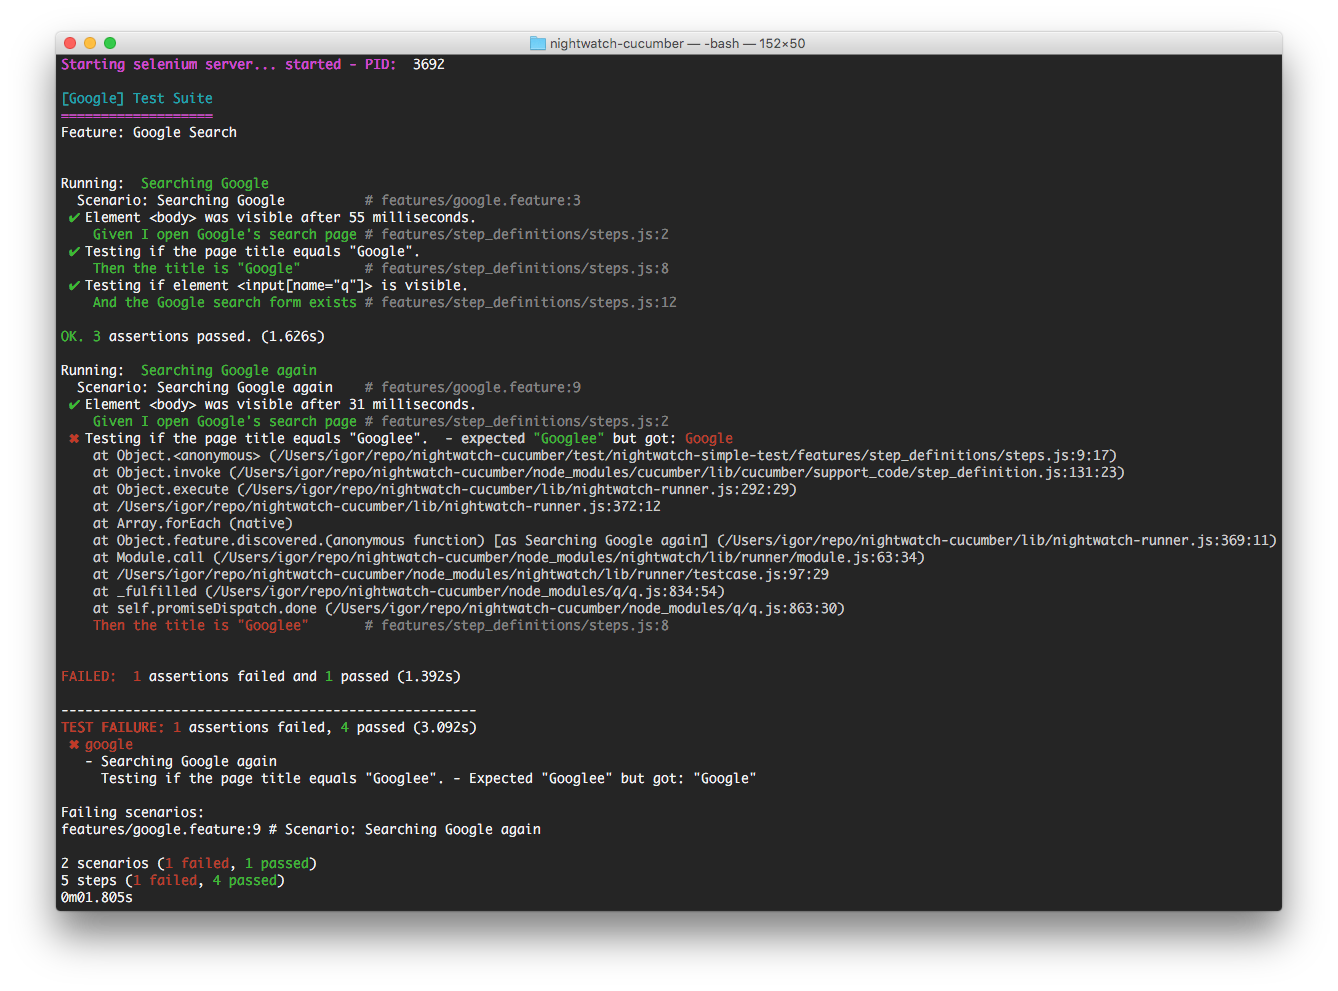 nightwatch-cucumber — -bash — 152×50
Starting selenium server... started - PID:  3692
[Google] Test Suite
===================
Feature: Google Search
Running:  Searching Google
Scenario: Searching Google          # features/google.feature:3
✔ Element <body> was visible after 55 milliseconds.
Given I open Google's search page # features/step_definitions/steps.js:2
✔ Testing if the page title equals "Google".
Then the title is "Google"        # features/step_definitions/steps.js:8
✔ Testing if element <input[name="q"]> is visible.
And the Google search form exists # features/step_definitions/steps.js:12
OK. 3 assertions passed. (1.626s)
Running:  Searching Google again
Scenario: Searching Google again    # features/google.feature:9
✔ Element <body> was visible after 31 milliseconds.
Given I open Google's search page # features/step_definitions/steps.js:2
✖ Testing if the page title equals "Googlee".  - expected "Googlee" but got: Google
at Object.<anonymous> (/Users/igor/repo/nightwatch-cucumber/test/nightwatch-simple-test/features/step_definitions/steps.js:9:17)
at Object.invoke (/Users/igor/repo/nightwatch-cucumber/node_modules/cucumber/lib/cucumber/support_code/step_definition.js:131:23)
at Object.execute (/Users/igor/repo/nightwatch-cucumber/lib/nightwatch-runner.js:292:29)
at /Users/igor/repo/nightwatch-cucumber/lib/nightwatch-runner.js:372:12
at Array.forEach (native)
at Object.feature.discovered.(anonymous function) [as Searching Google again] (/Users/igor/repo/nightwatch-cucumber/lib/nightwatch-runner.js:369:11)
at Module.call (/Users/igor/repo/nightwatch-cucumber/node_modules/nightwatch/lib/runner/module.js:63:34)
at /Users/igor/repo/nightwatch-cucumber/node_modules/nightwatch/lib/runner/testcase.js:97:29
at _fulfilled (/Users/igor/repo/nightwatch-cucumber/node_modules/q/q.js:834:54)
at self.promiseDispatch.done (/Users/igor/repo/nightwatch-cucumber/node_modules/q/q.js:863:30)
Then the title is "Googlee"       # features/step_definitions/steps.js:8
FAILED:  1 assertions failed and 1 passed (1.392s)
----------------------------------------------------
TEST FAILURE: 1 assertions failed, 4 passed (3.092s)
✖ google
- Searching Google again
Testing if the page title equals "Googlee". - Expected "Googlee" but got: "Google"
Failing scenarios:
features/google.feature:9 # Scenario: Searching Google again
2 scenarios (1 failed, 1 passed)
5 steps (1 failed, 4 passed)
0m01.805s